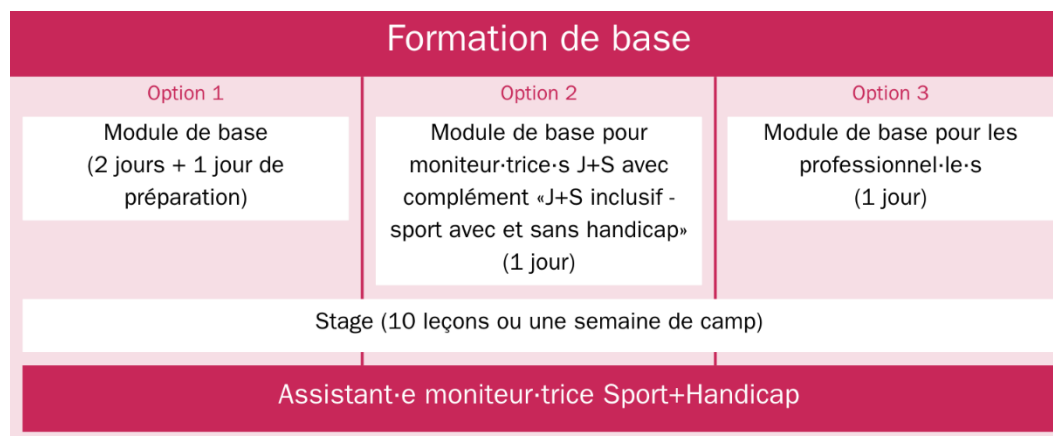 Formation de base
Option 1
Module de base
(2 jours + 1 jour de
préparation)
Option 2
Module de base pour
moniteur·trice·s J+S avec
complément «J+S inclusif -
sport avec et sans handicap»
(1 jour)
Option 3
Module de base pour les
professionnel·le·s
(1 jour)
Stage (10 leçons ou une semaine de camp)
Assistant·e moniteur·trice Sport+Handicap